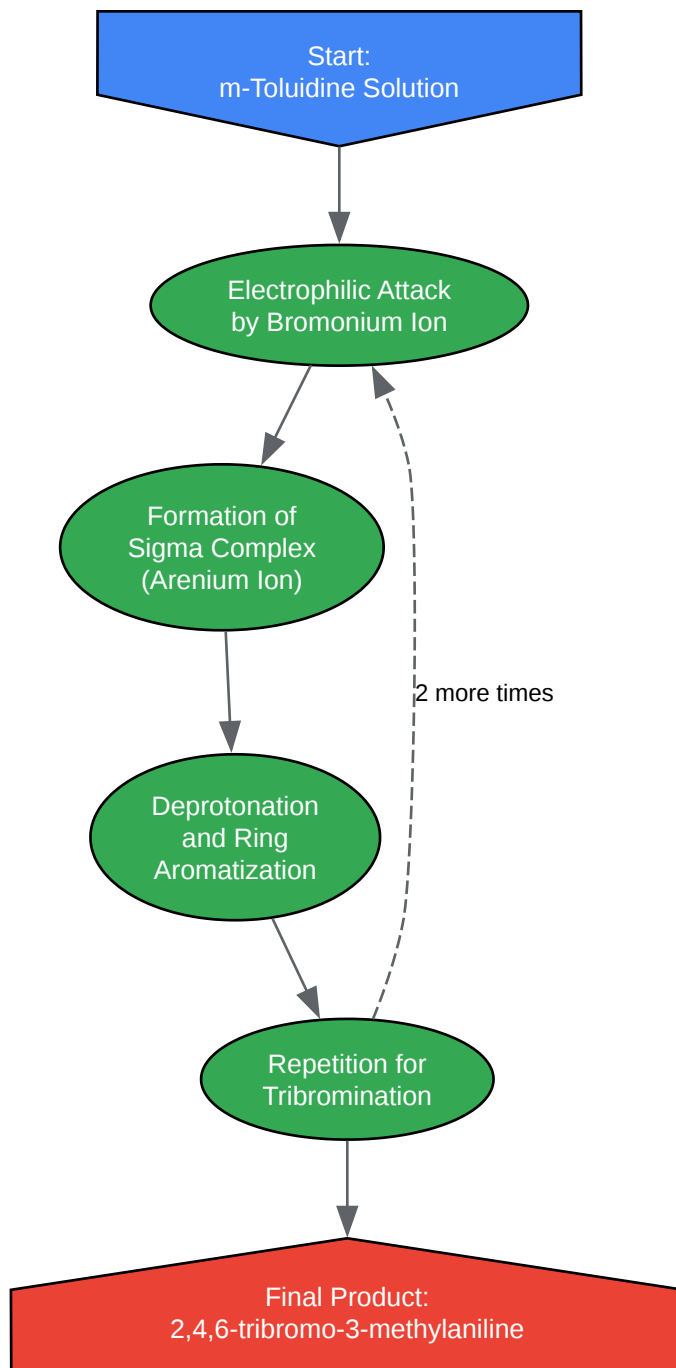 Start:
m-Toluidine Solution
Electrophilic Attack
by Bromonium Ion
Formation of
Sigma Complex
(Arenium Ion)
2 more times
Deprotonation
and Ring
Aromatization
Repetition for
Tribromination
Final Product:
2,4,6-tribromo-3-methylaniline